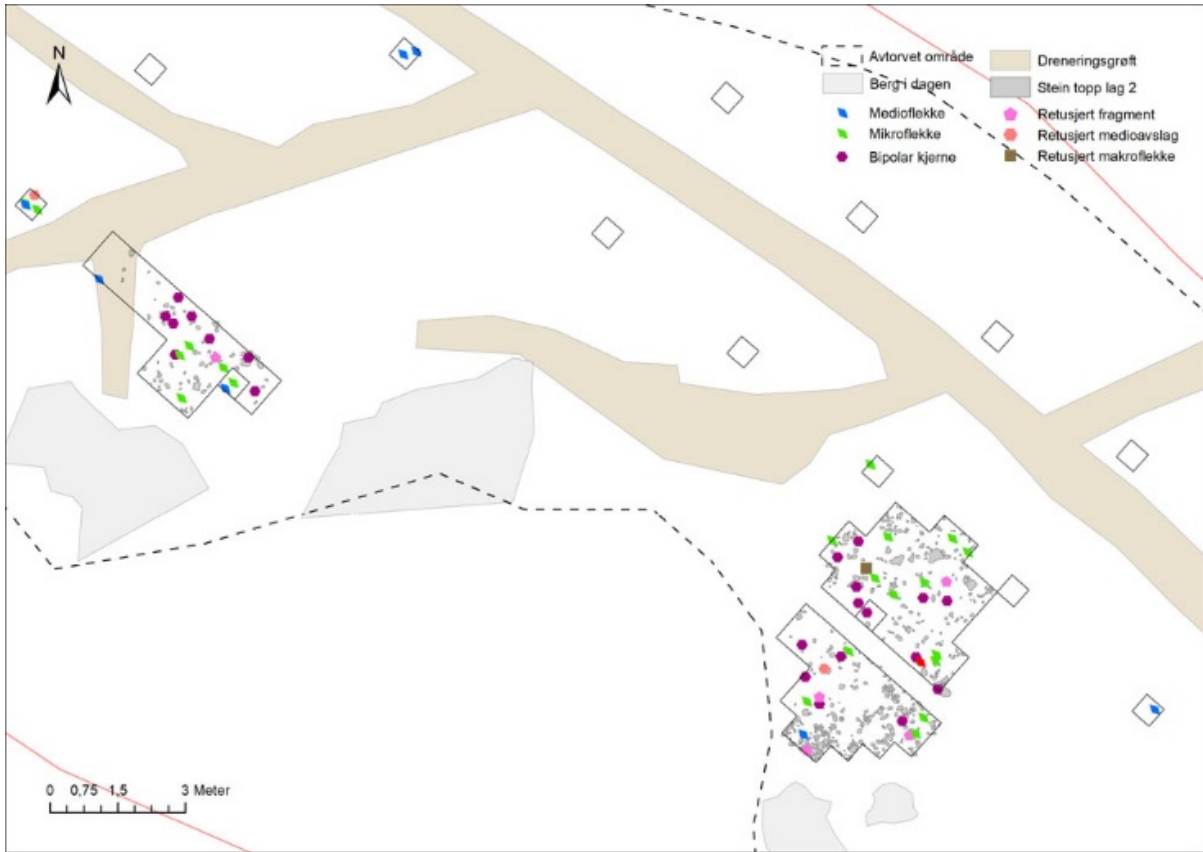 N
Avtorvet område
Berg i dagen
Medioflekke
Mikroflekke
Bipolar kjerne
Dreneringsgrøft
Stein topp lag 2
Retusjert fragment
Retusjert medioavslag
Retusjert makroflekke
0 0,75 1,5 3 Meter